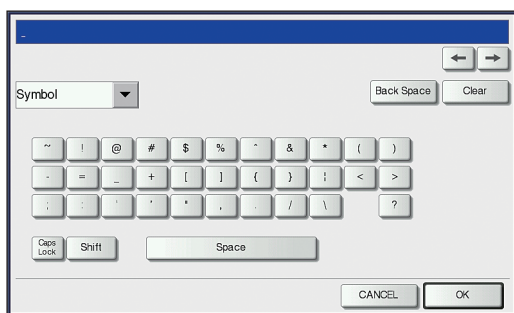 _
← →
Symbol ▼ Back Space Clear
~ ! @ # $ % ^ & * ( )
- = _ + [ ] { } ¦ < >
; : ' " , . / \ ?
Caps Lock Shift Space
CANCEL OK